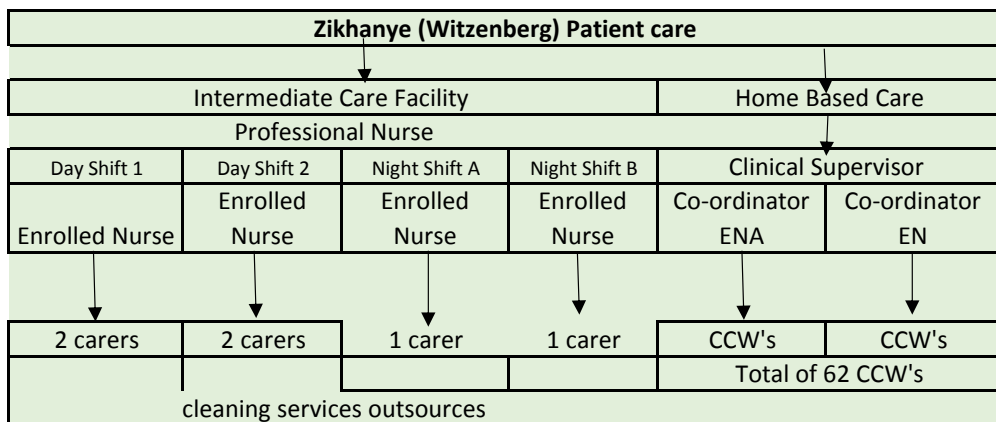 Zikhanye (Witzenberg) Patient care
Intermediate Care Facility Home Based Care
Professional Nurse
Day Shift 1 Day Shift 2 Night Shift A Night Shift B Clinical Supervisor
Enrolled Enrolled Enrolled Co-ordinator Co-ordinator
Enrolled Nurse Nurse Nurse Nurse ENA EN
2 carers 2 carers 1 carer 1 carer CCW's CCW's
Total of 62 CCW's
cleaning services outsources